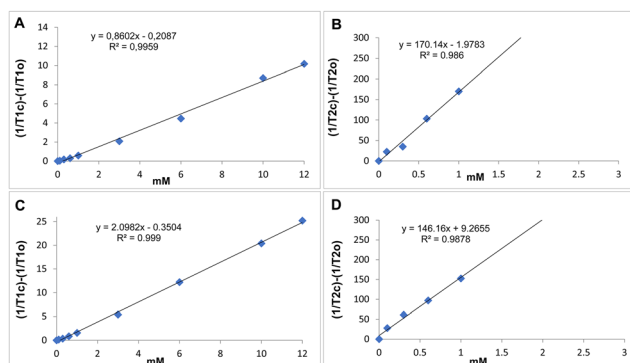 A
y = 0,8602x - 0,2087
R² = 0,9959
(1/T1c)-(1/T1o)
14
12
10
8
6
4
2
0
0 2 4 6 8 10 12
mM
B
y = 170.14x - 1.9783
R² = 0.986
(1/T2c)-(1/T2o)
300
250
200
150
100
50
0
0 0.5 1 1.5 2 2.5 3
mM
C
y = 2.0982x - 0.3504
R² = 0.999
(1/T1c)-(1/T1o)
25
20
15
10
5
0
0 2 4 6 8 10 12
mM
D
y = 146.16x + 9.2655
R² = 0.9878
(1/T2c)-(1/T2o)
300
250
200
150
100
50
0
0 0.5 1 1.5 2 2.5 3
mM